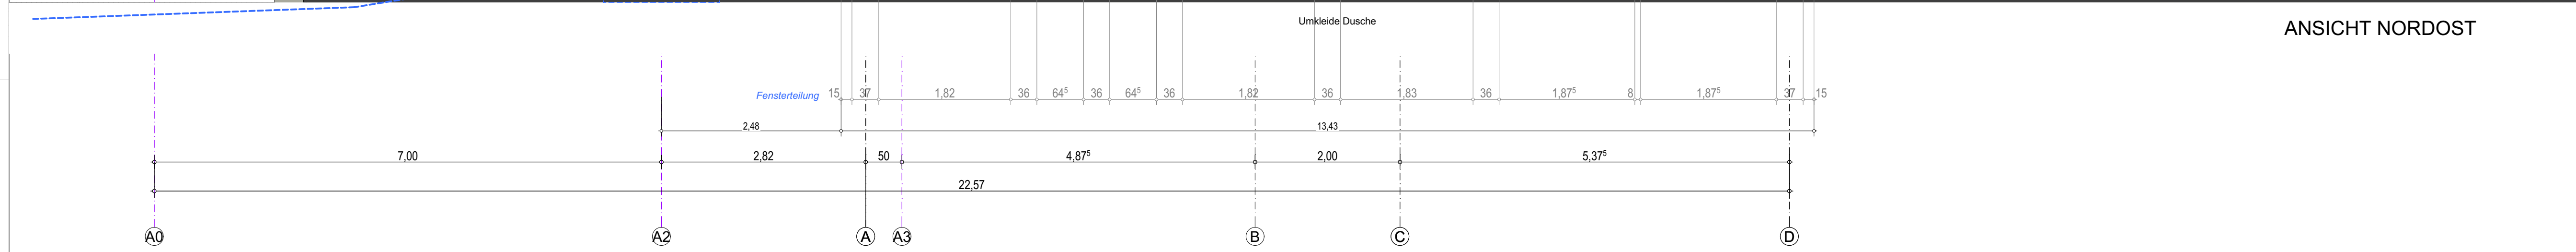 Umkleide Dusche
ANSICHT NORDOST
Fensterteilung 15 37 1,82 36 64⁵ 36 64⁵ 36 1,82 36 1,83 36 1,87⁵ 8 1,87⁵ 37 15
2,48 13,43
7,00 2,82 50 4,87⁵ 2,00 5,37⁵
22,57
A0 A2 A A3 B C D